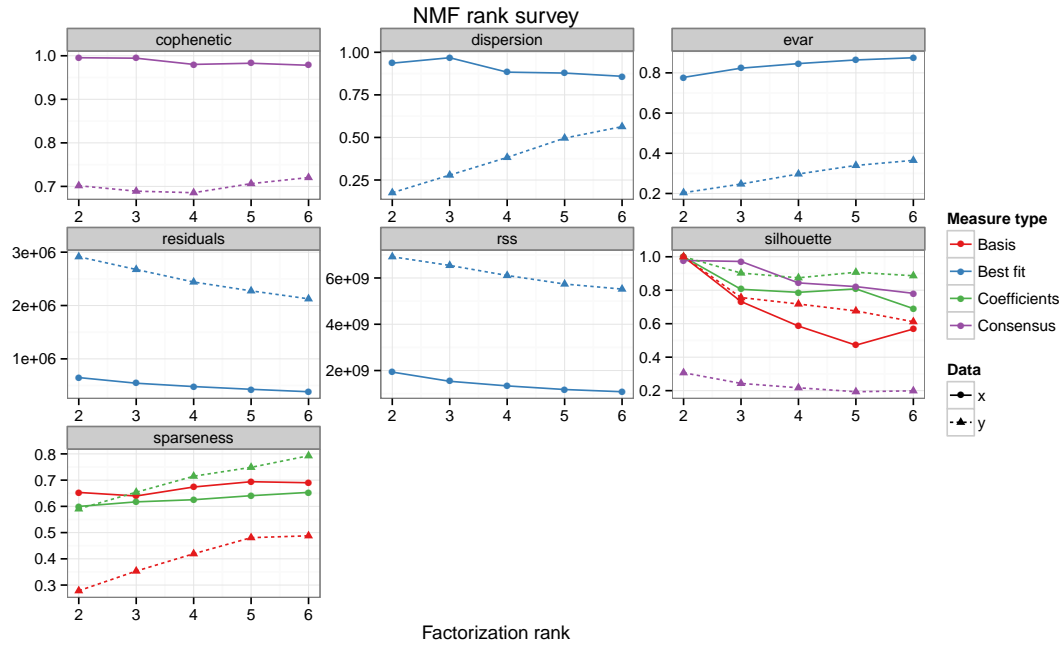 NMF rank survey
cophenetic
dispersion
evar
1.0
0.9
0.8
0.7
2 3 4 5 6
1.00
0.75
0.50
0.25
2 3 4 5 6
0.8
0.6
0.4
0.2
2 3 4 5 6
residuals
rss
silhouette
3e+06
2e+06
1e+06
2 3 4 5 6
6e+09
4e+09
2e+09
2 3 4 5 6
1.0
0.8
0.6
0.4
0.2
2 3 4 5 6
sparseness
0.8
0.7
0.6
0.5
0.4
0.3
2 3 4 5 6
Factorization rank
Measure type
Basis
Best fit
Coefficients
Consensus
Data
x
y